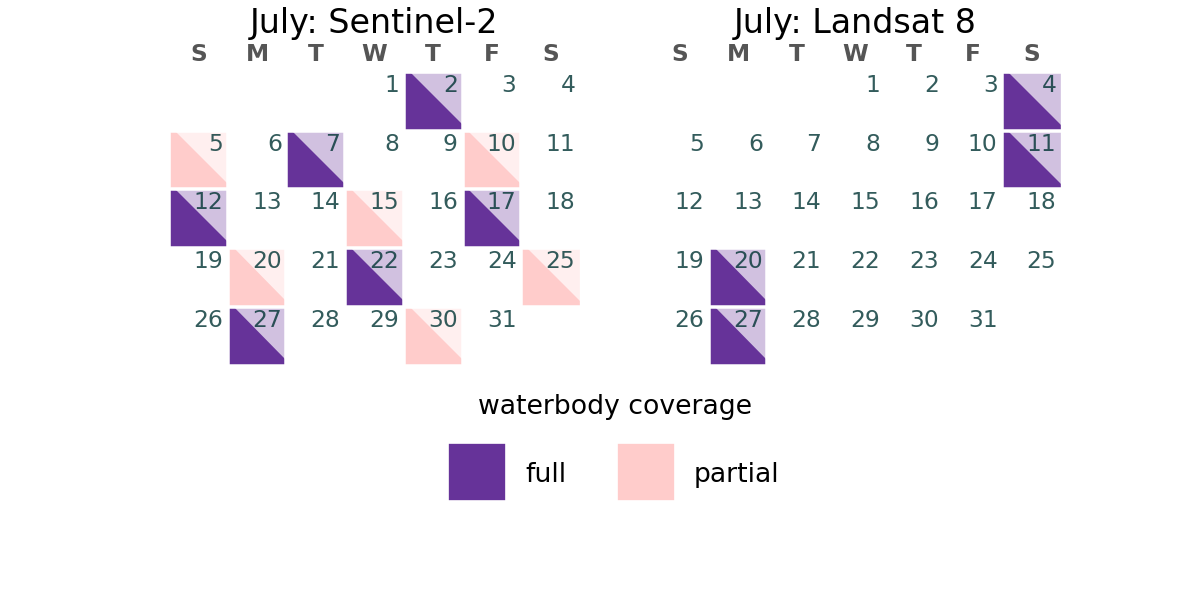 July: Sentinel-2
S M T W T F S
1 2 3 4
5 6 7 8 9 10 11
12 13 14 15 16 17 18
19 20 21 22 23 24 25
26 27 28 29 30 31
July: Landsat 8
S M T W T F S
1 2 3 4
5 6 7 8 9 10 11
12 13 14 15 16 17 18
19 20 21 22 23 24 25
26 27 28 29 30 31
waterbody coverage
full partial